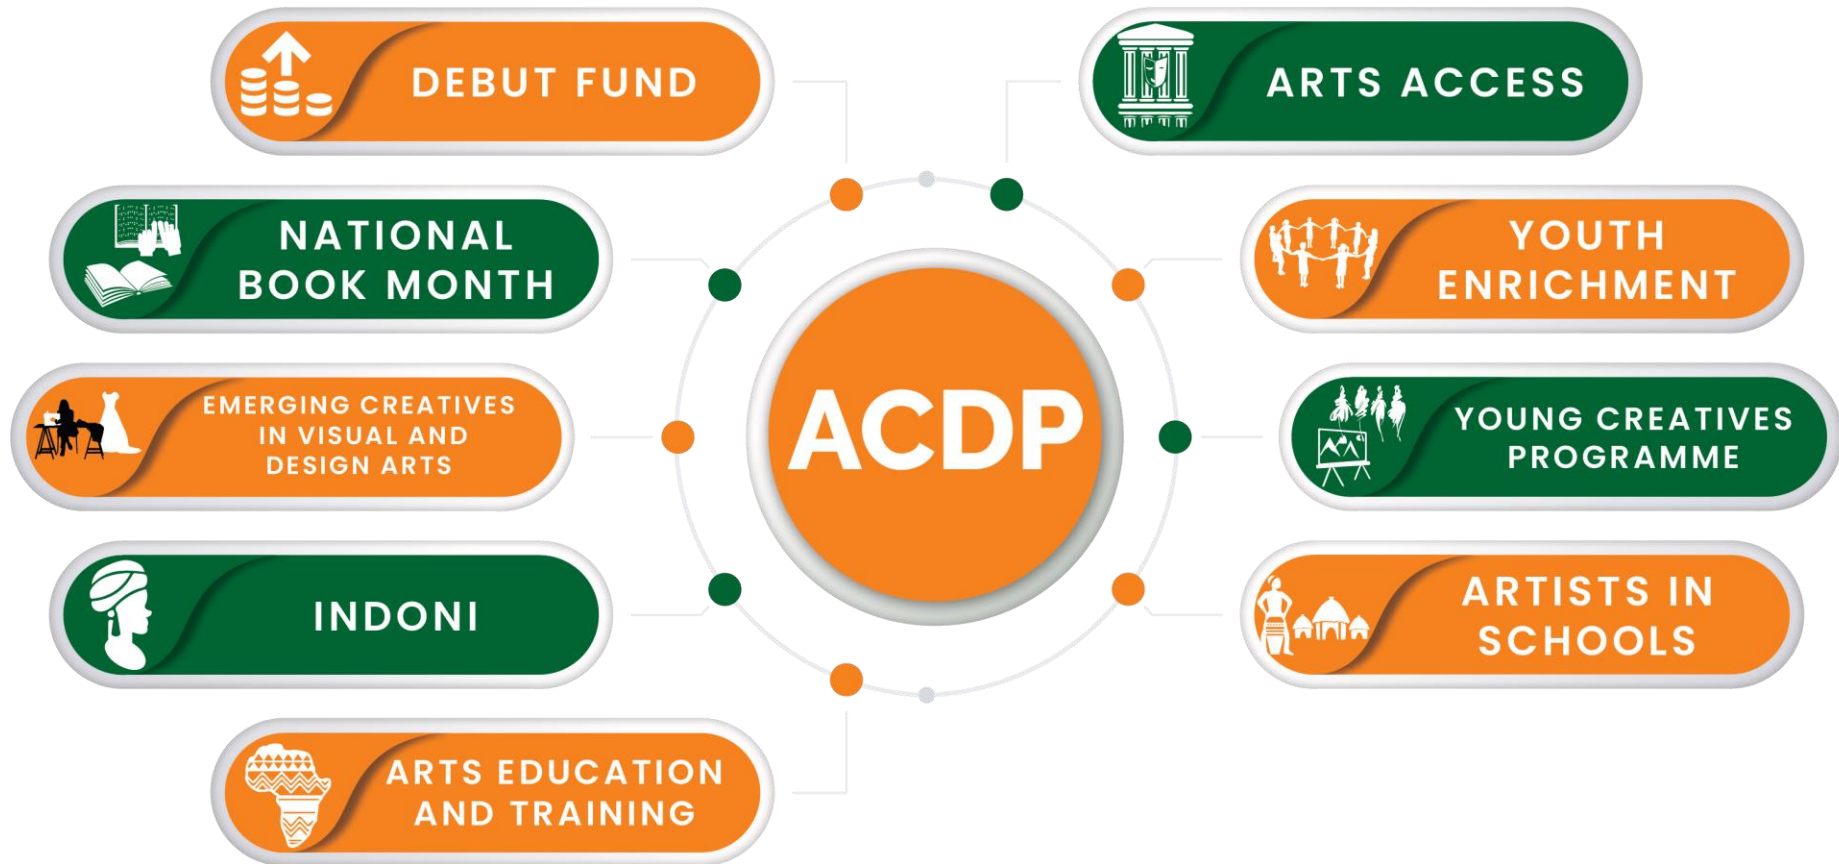 DEBUT FUND
ARTS ACCESS
NATIONAL
BOOK MONTH
YOUTH
ENRICHMENT
EMERGING CREATIVES
IN VISUAL AND
DESIGN ARTS
ACDP
YOUNG CREATIVES
PROGRAMME
INDONI
ARTISTS IN
SCHOOLS
ARTS EDUCATION
AND TRAINING